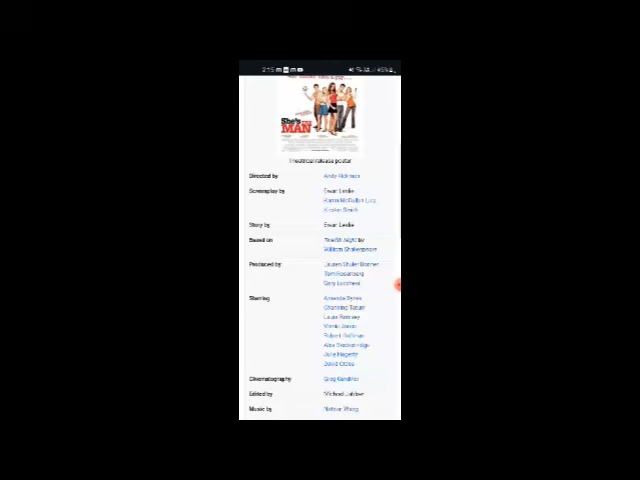 She's THE
MAN
Theatrical release poster
Directed by Andy Fickman
Screenplay by Ewan Leslie
Karen McCullah Lutz
Kirsten Smith
Story by Ewan Leslie
Based on Twelfth Night by
William Shakespeare
Produced by Lauren Shuler Donner
Tom Rosenberg
Gary Lucchesi
Starring Amanda Bynes
Channing Tatum
Laura Ramsey
Vinnie Jones
Robert Hoffman
Alex Breckenridge
Julie Hagerty
David Cross
Cinematography Greg Gardiner
Edited by Michael Jablow
Music by Nathan Wang